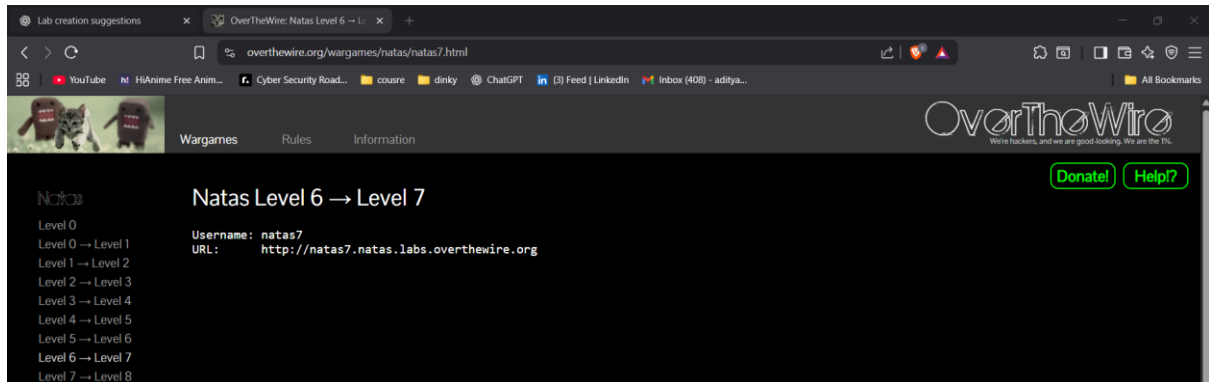 Lab creation suggestions
OverTheWire: Natas Level 6 → Le
overthewire.org/wargames/natas/natas7.html
YouTube
h!
HiAnime Free Anim...
r.
Cyber Security Road...
cousre
dinky
ChatGPT
in
(3) Feed | LinkedIn
Inbox (408) - aditya...
All Bookmarks
OverTheWire
We're hackers, and we are good-looking. We are the 1%.
Wargames
Rules
Information
Donate!
Help!?
Natas
Natas Level 6 → Level 7
Level 0
Username: natas7
Level 0 → Level 1
URL: http://natas7.natas.labs.overthewire.org
Level 1 → Level 2
Level 2 → Level 3
Level 3 → Level 4
Level 4 → Level 5
Level 5 → Level 6
Level 6 → Level 7
Level 7 → Level 8